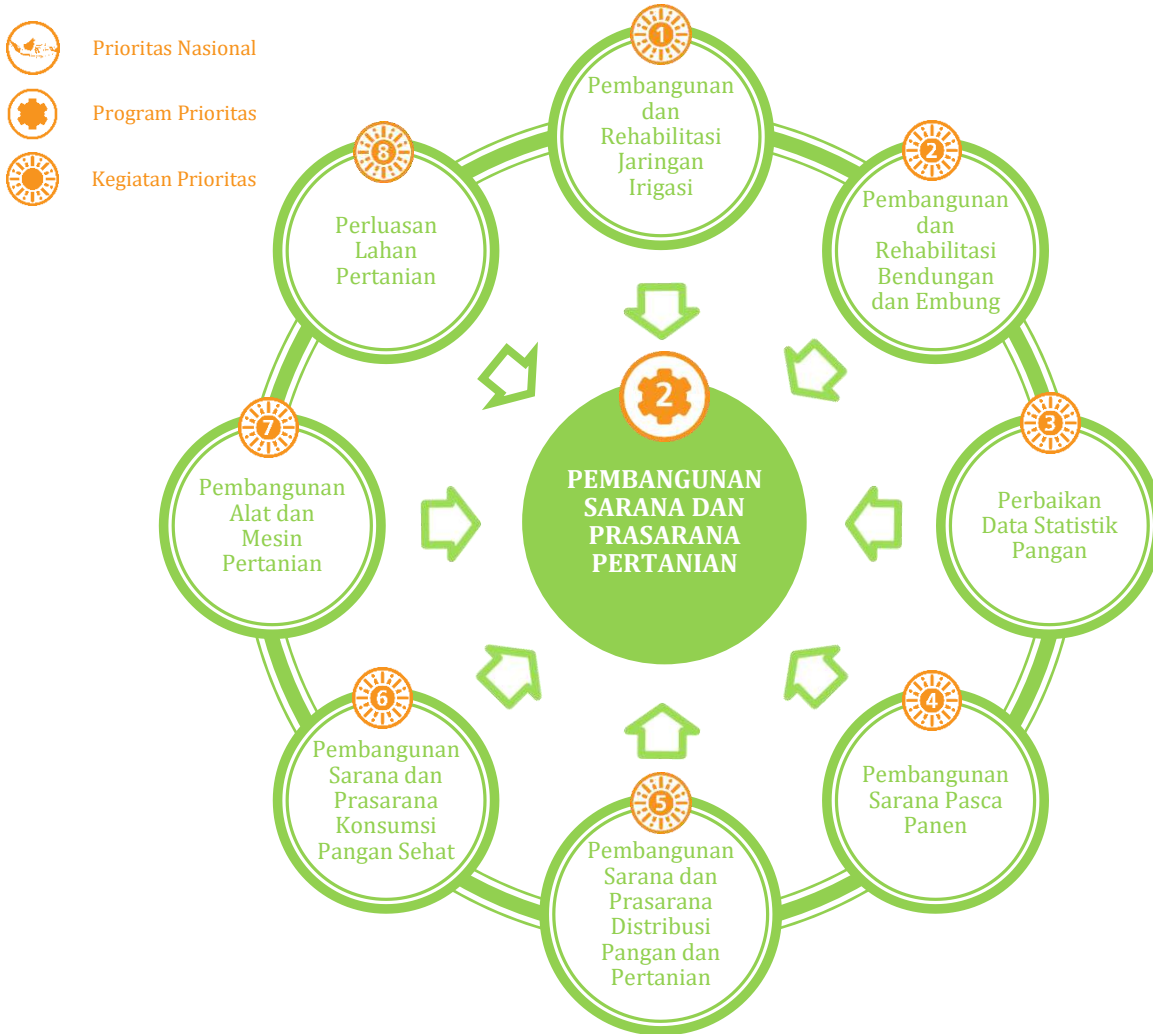 Prioritas Nasional
Program Prioritas
Kegiatan Prioritas
1
Pembangunan
dan
Rehabilitasi
Jaringan
Irigasi
2
Pembangunan
dan
Rehabilitasi
Bendungan
dan Embung
3
Perbaikan
Data Statistik
Pangan
4
Pembangunan
Sarana Pasca
Panen
5
Pembangunan
Sarana dan
Prasarana
Distribusi
Pangan dan
Pertanian
6
Pembangunan
Sarana dan
Prasarana
Konsumsi
Pangan Sehat
7
Pembangunan
Alat dan
Mesin
Pertanian
8
Perluasan
Lahan
Pertanian
2
PEMBANGUNAN
SARANA DAN
PRASARANA
PERTANIAN